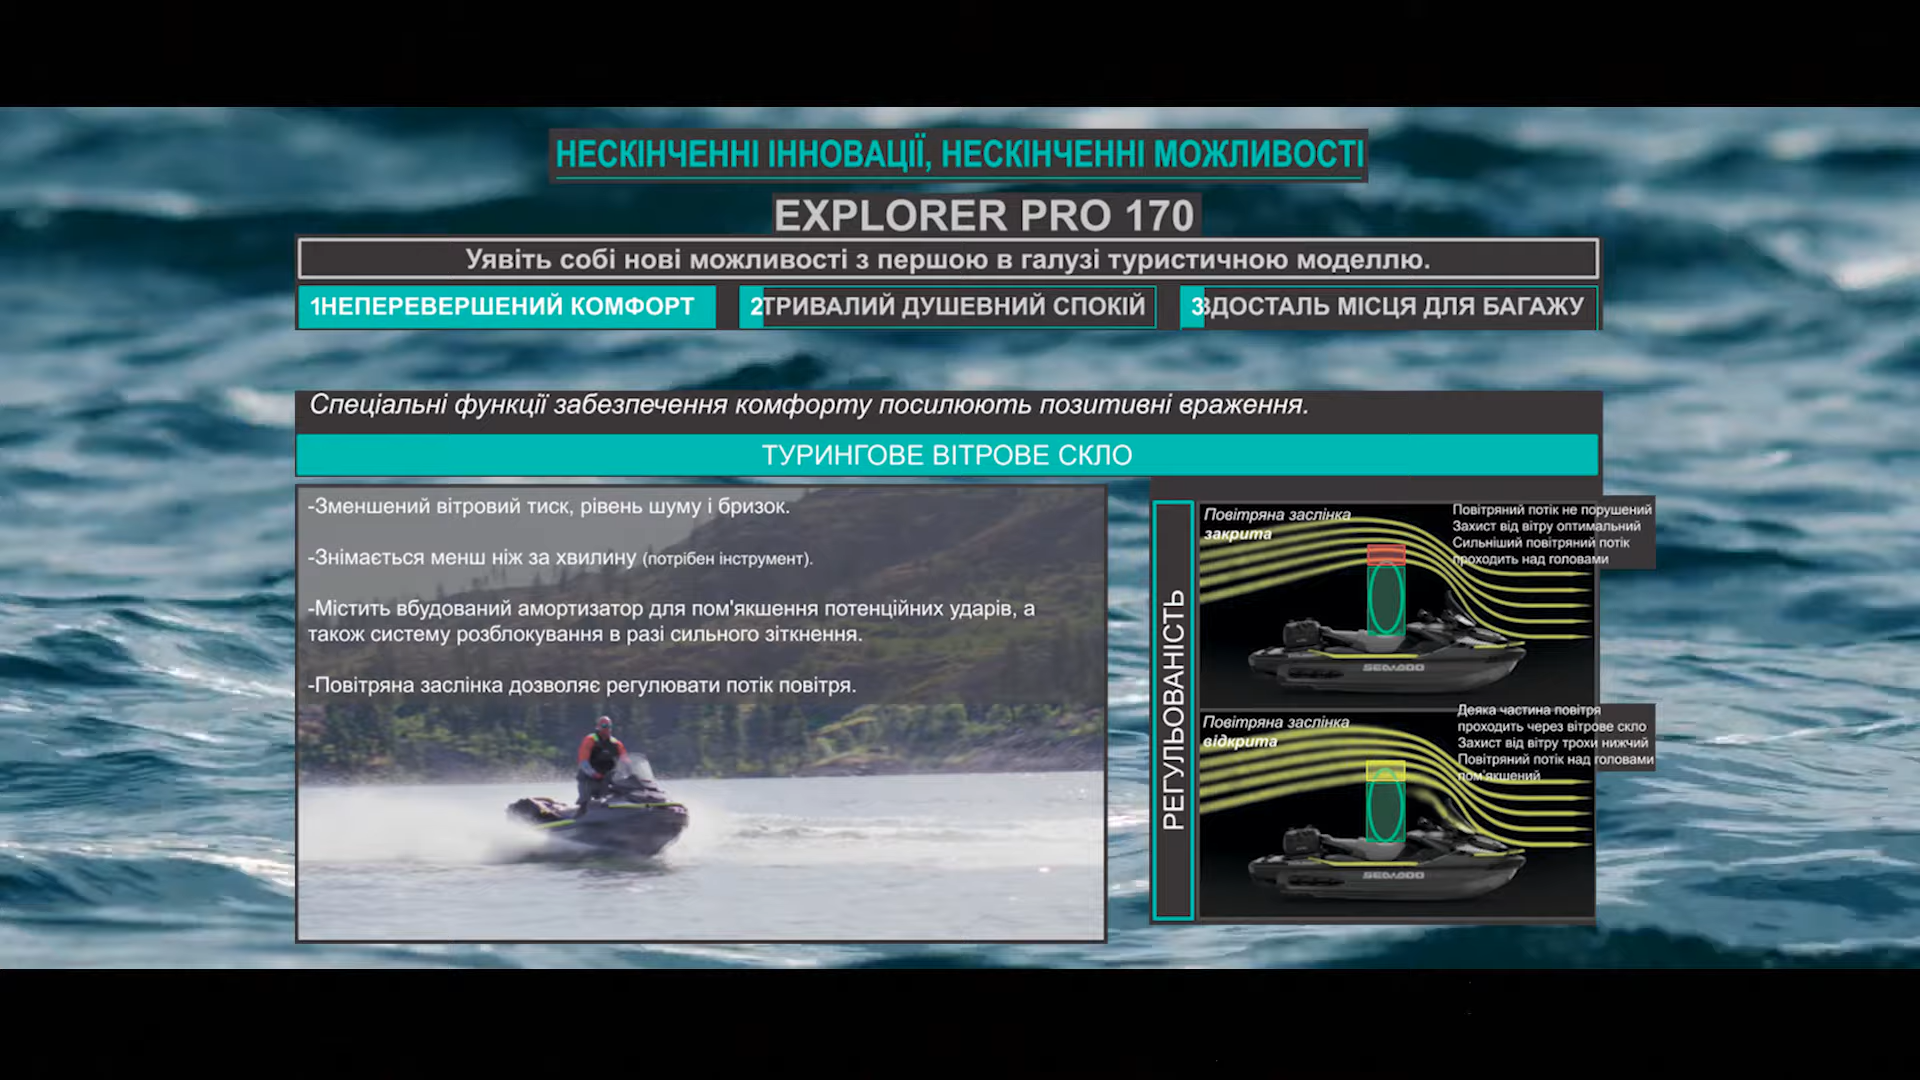 НЕСКІНЧЕННІ ІННОВАЦІЇ, НЕСКІНЧЕННІ МОЖЛИВОСТІ
EXPLORER PRO 170
Уявіть собі нові можливості з першою в галузі туристичною моделлю.
1НЕПЕРЕВЕРШЕНИЙ КОМФОРТ
2ТРИВАЛИЙ ДУШЕВНИЙ СПОКІЙ
3ВДОСТАЛЬ МІСЦЯ ДЛЯ БАГАЖУ
Спеціальні функції забезпечення комфорту посилюють позитивні враження.
ТУРИНГОВЕ ВІТРОВЕ СКЛО
-Зменшений вітровий тиск, рівень шуму і бризок.
-Знімається менш ніж за хвилину (потрібен інструмент).
-Містить вбудований амортизатор для пом'якшення потенційних ударів, а
також систему розблокування в разі сильного зіткнення.
-Повітряна заслінка дозволяє регулювати потік повітря.
РЕГУЛЬОВАНІСТЬ
Повітряна заслінка
закрита
Повітряний потік не порушений
Захист від вітру оптимальний
Сильніший повітряний потік
проходить над головами
SEADOO
Повітряна заслінка
відкрита
Деяка частина повітря
проходить через вітрове скло
Захист від вітру трохи нижчий
Повітряний потік над головами
пом'якшений
SEADOO